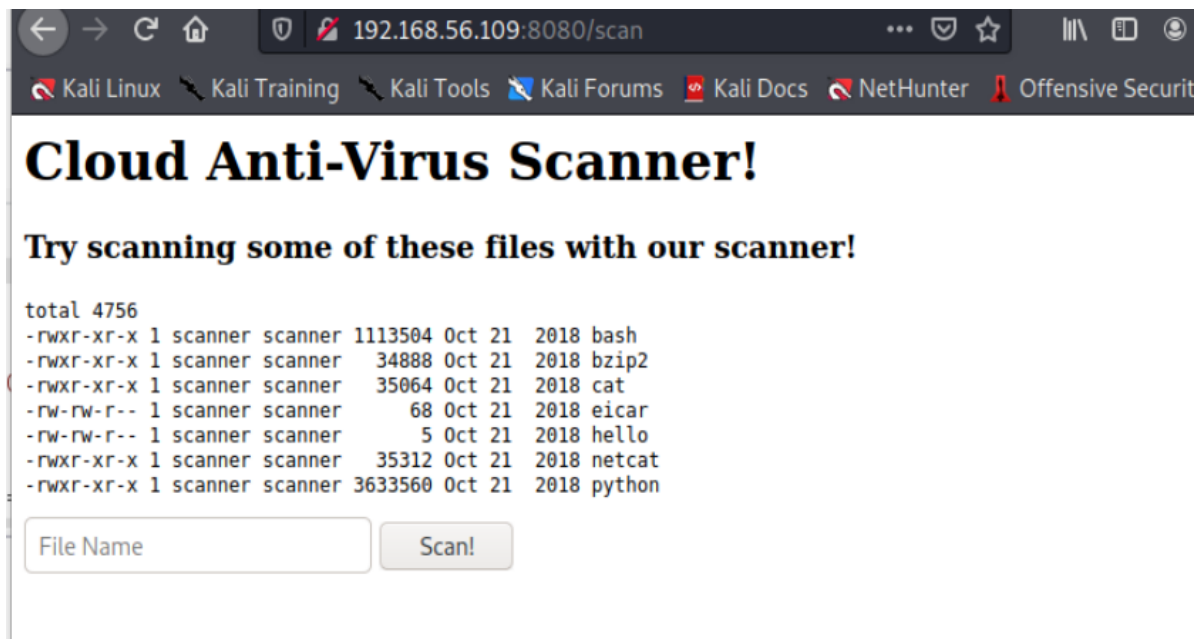 192.168.56.109:8080/scan
Kali Linux Kali Training Kali Tools Kali Forums Kali Docs NetHunter Offensive Securit
Cloud Anti-Virus Scanner!
Try scanning some of these files with our scanner!
total 4756
-rwxr-xr-x 1 scanner scanner 1113504 Oct 21  2018 bash
-rwxr-xr-x 1 scanner scanner   34888 Oct 21  2018 bzip2
-rwxr-xr-x 1 scanner scanner   35064 Oct 21  2018 cat
-rw-rw-r-- 1 scanner scanner      68 Oct 21  2018 eicar
-rw-rw-r-- 1 scanner scanner       5 Oct 21  2018 hello
-rwxr-xr-x 1 scanner scanner   35312 Oct 21  2018 netcat
-rwxr-xr-x 1 scanner scanner 3633560 Oct 21  2018 python
File Name Scan!